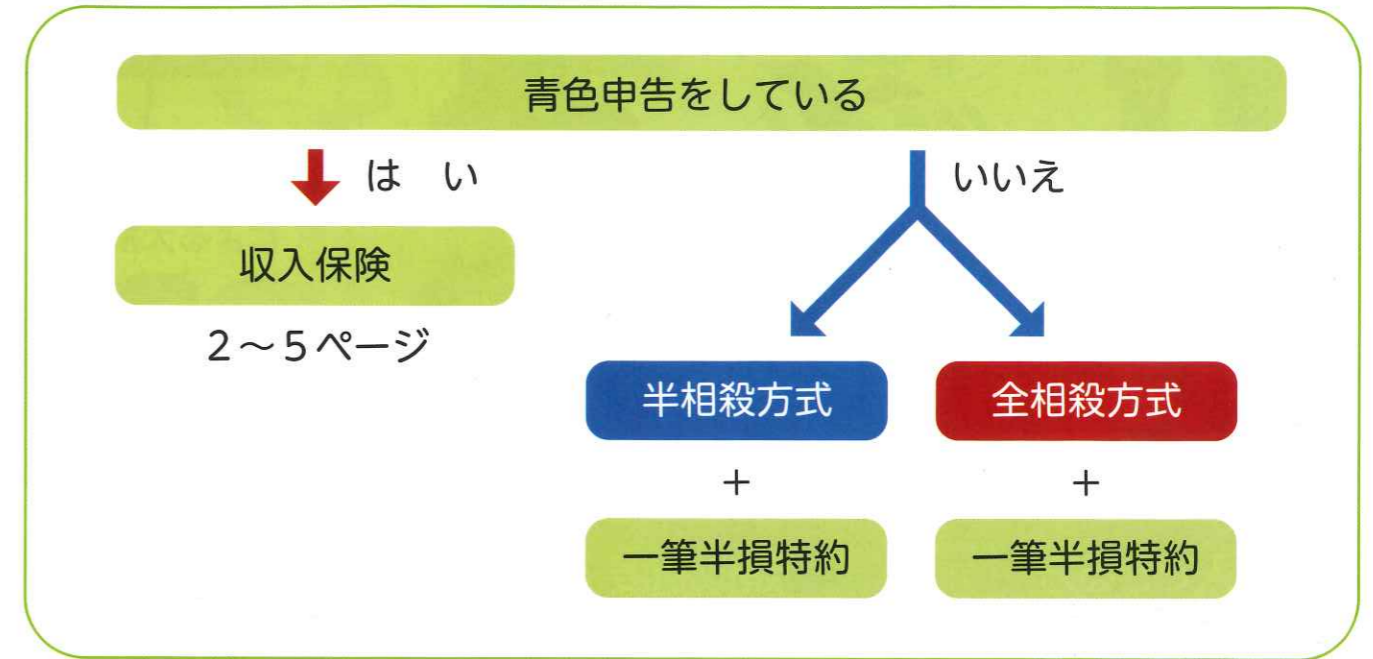 青色申告をしている
は い
いいえ
収入保険
2～5ページ
半相殺方式
全相殺方式
+
+
一筆半損特約
一筆半損特約